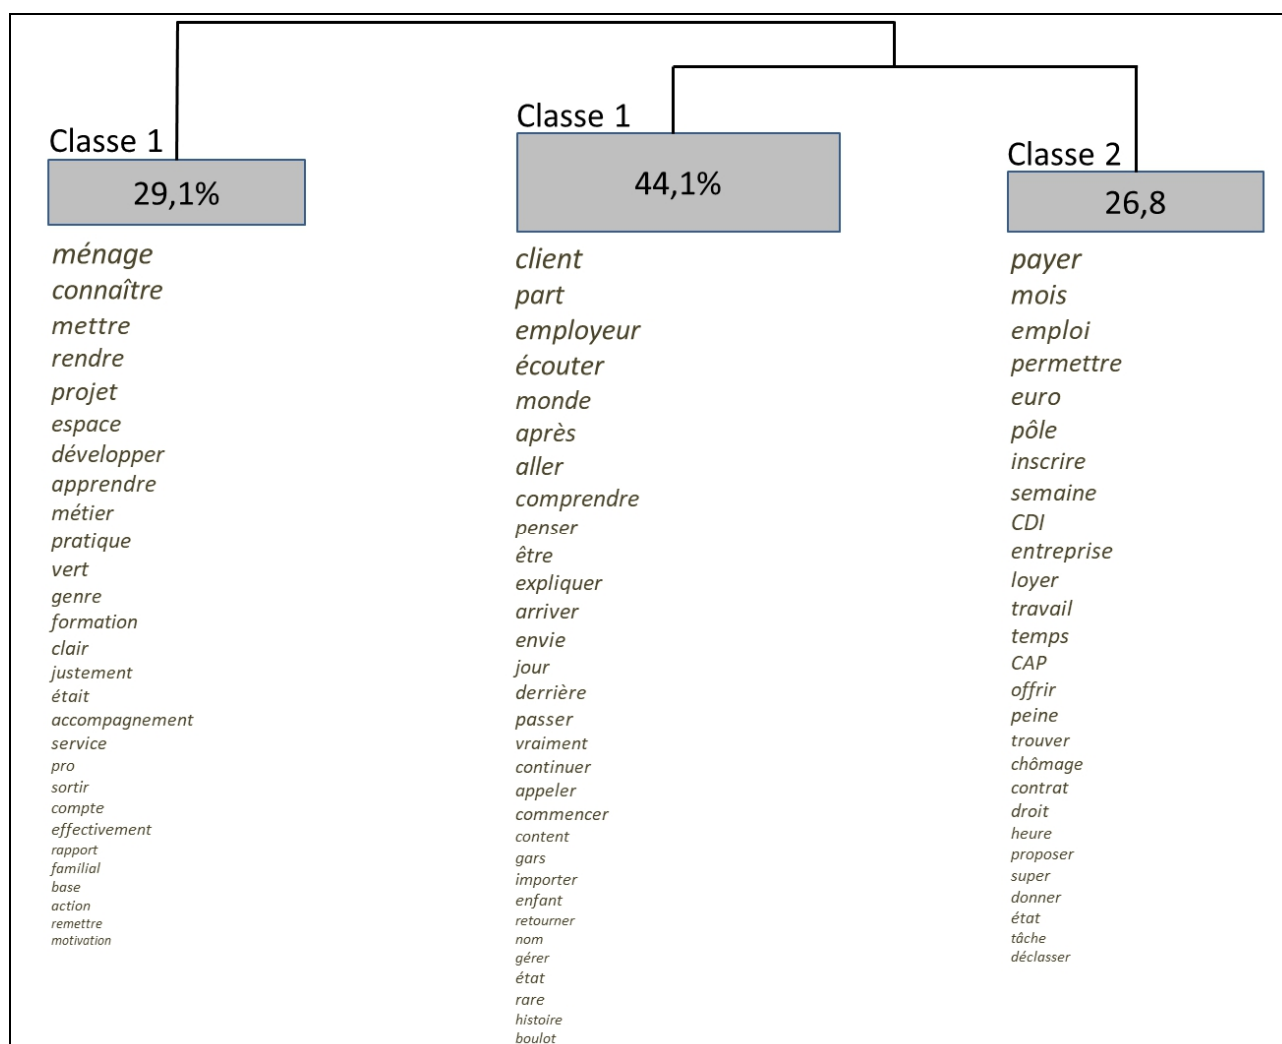 Classe 1
29,1%
ménage
connaître
mettre
rendre
projet
espace
développer
apprendre
métier
pratique
vert
genre
formation
clair
justement
était
accompagnement
service
pro
sortir
compte
effectivement
rapport
familial
base
action
remettre
motivation
Classe 1
44,1%
client
part
employeur
écouter
monde
après
aller
comprendre
penser
être
expliquer
arriver
envie
jour
derrière
passer
vraiment
continuer
appeler
commencer
content
gars
importer
enfant
retourner
nom
gérer
état
rare
histoire
boulot
Classe 2
26,8
payer
mois
emploi
permettre
euro
pôle
inscrire
semaine
CDI
entreprise
loyer
travail
temps
CAP
offrir
peine
trouver
chômage
contrat
droit
heure
proposer
super
donner
état
tâche
déclasser